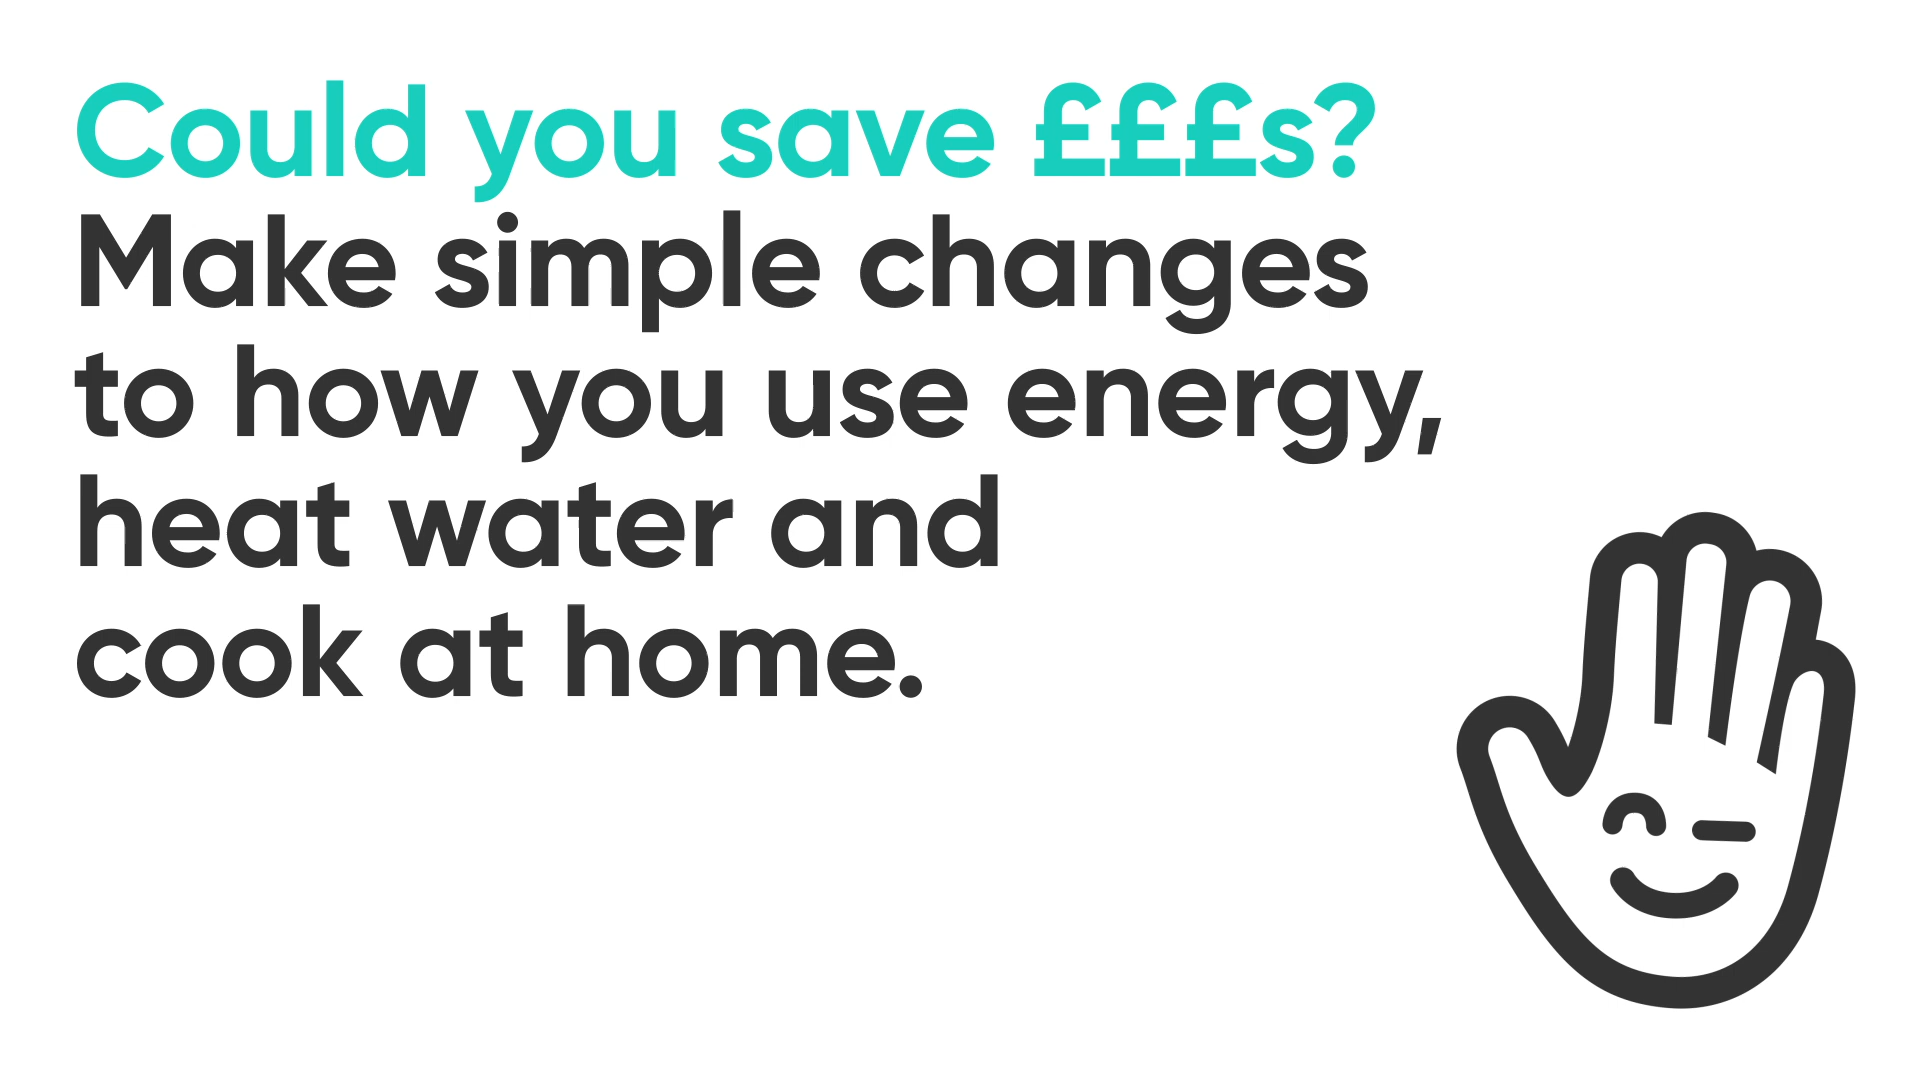 Could you save £££s?
Make simple changes
to how you use energy,
heat water and
cook at home.